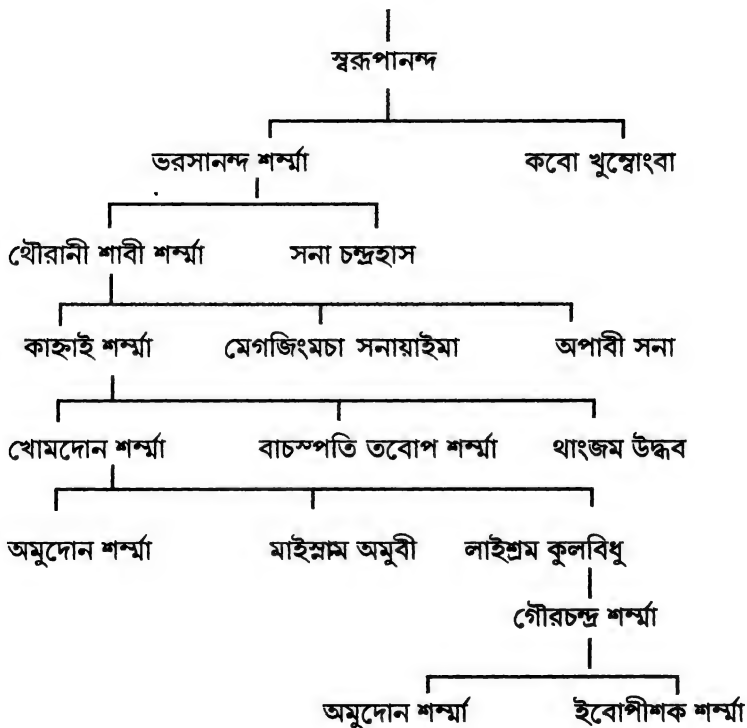 স্বরূপানন্দ
ভরসানন্দ শর্ম্মা কবো খুম্বোংবা
থৌরানী শাবী শর্ম্মা সনা চন্দ্রহাস
কাহ্নাই শর্ম্মা মেগজিংমচা সনায়াইমা অপাবী সনা
খোমদোন শর্ম্মা বাচস্পতি তবোপ শর্ম্মা থাংজম উদ্ধব
অমুদোন শর্ম্মা মাইস্নাম অমুবী লাইশ্রম কুলবিধু
গৌরচন্দ্র শর্ম্মা
অমুদোন শর্ম্মা ইবোপীশক শর্ম্মা